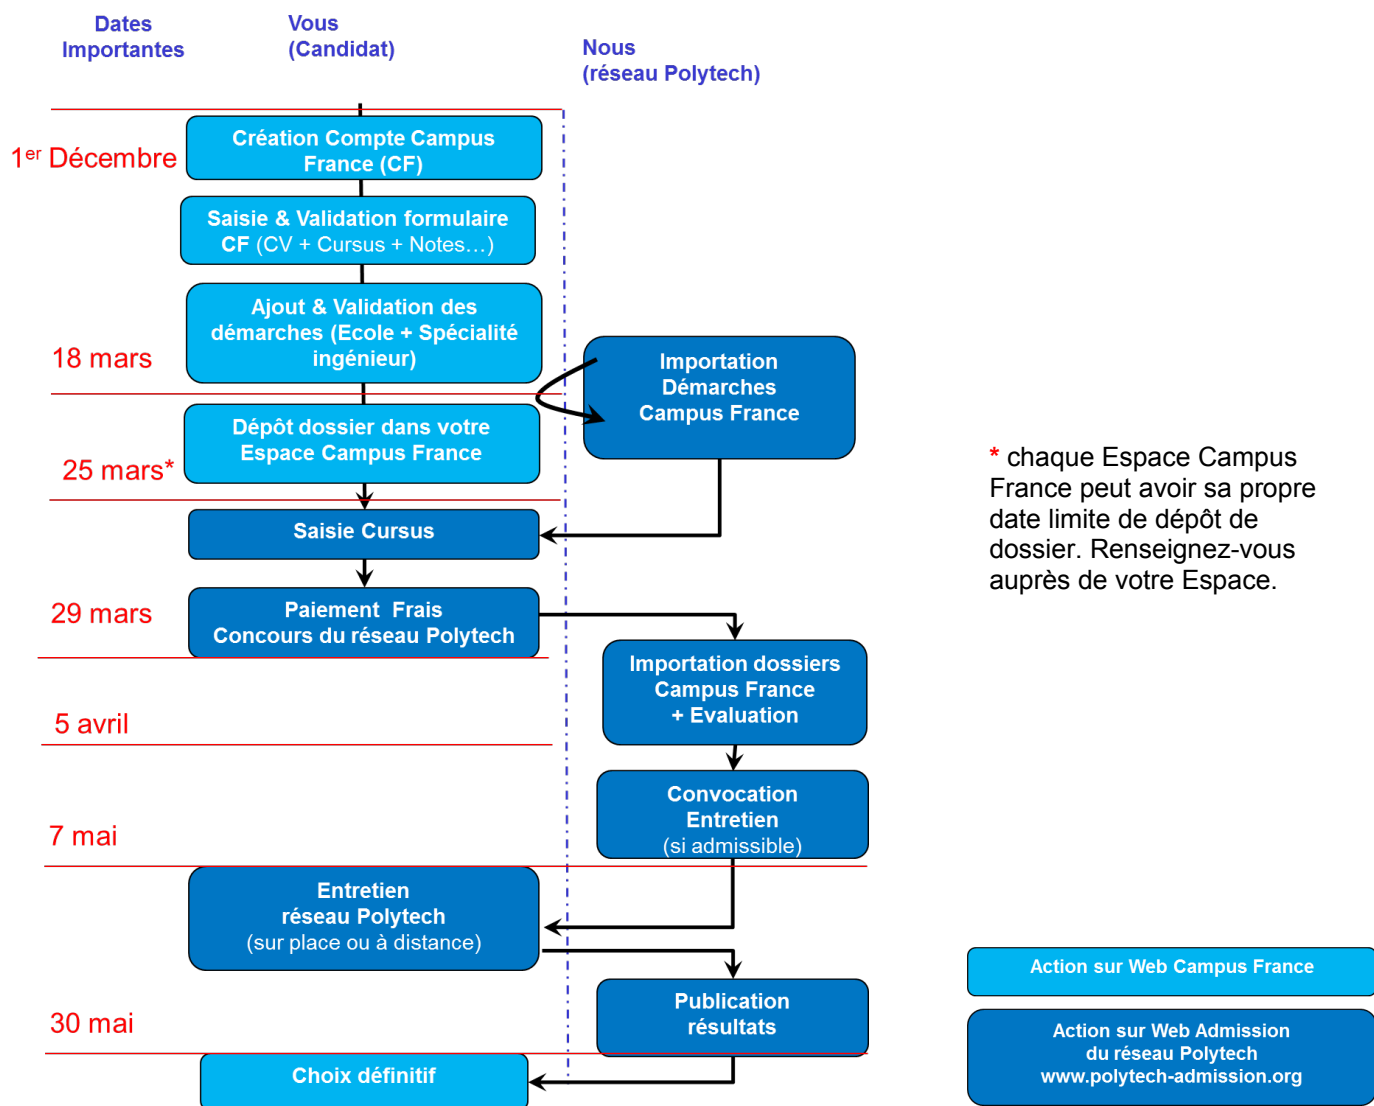 Dates
Importantes
Vous
(Candidat)
Nous
(réseau Polytech)
1er Décembre
Création Compte Campus
France (CF)
Saisie & Validation formulaire
CF (CV + Cursus + Notes…)
Ajout & Validation des
démarches (Ecole + Spécialité
ingénieur)
18 mars
Importation
Démarches
Campus France
Dépôt dossier dans votre
Espace Campus France
25 mars*
* chaque Espace Campus
France peut avoir sa propre
date limite de dépôt de
dossier. Renseignez-vous
auprès de votre Espace.
Saisie Cursus
29 mars
Paiement Frais
Concours du réseau Polytech
Importation dossiers
Campus France
+ Evaluation
5 avril
Convocation
Entretien
(si admissible)
7 mai
Entretien
réseau Polytech
(sur place ou à distance)
Publication
résultats
30 mai
Choix définitif
Action sur Web Campus France
Action sur Web Admission
du réseau Polytech
www.polytech-admission.org